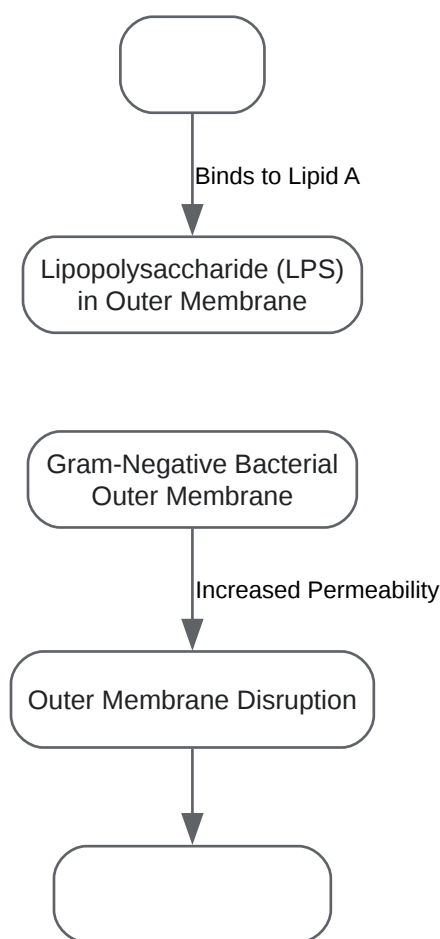 Binds to Lipid A
Lipopolysaccharide (LPS)
in Outer Membrane
Gram-Negative Bacterial
Outer Membrane
Increased Permeability
Outer Membrane Disruption